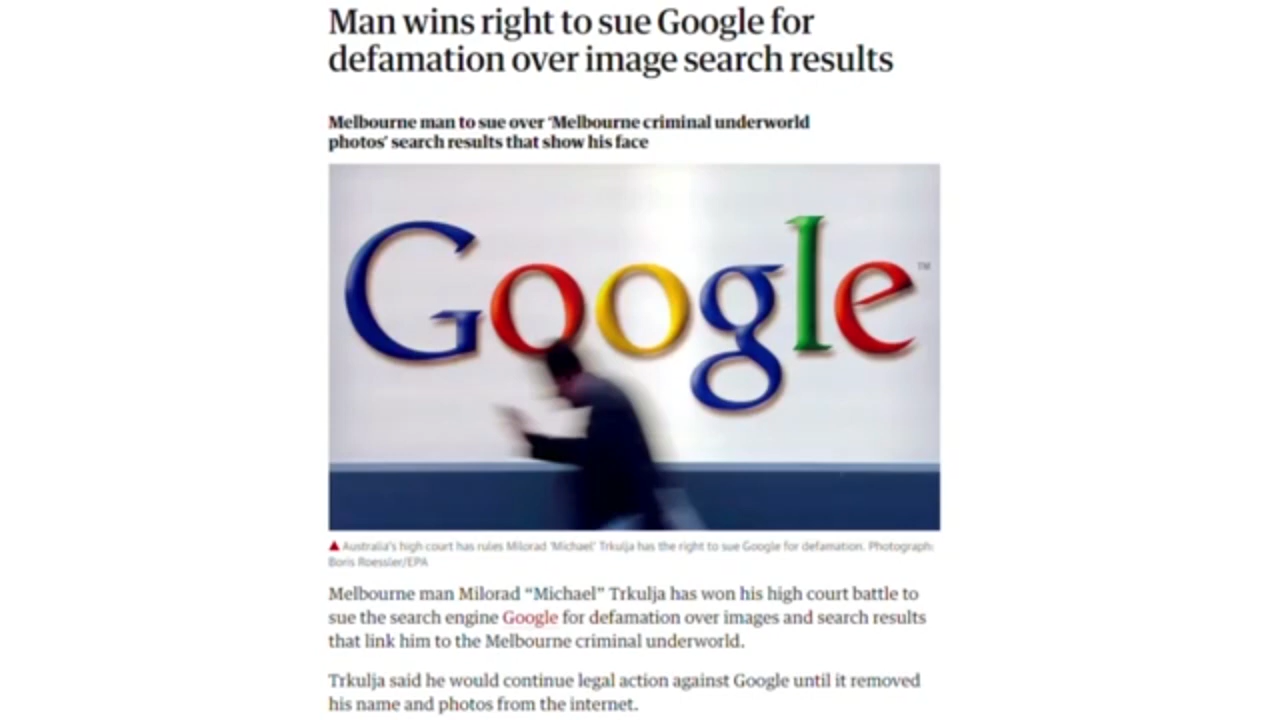 Man wins right to sue Google for
defamation over image search results
Melbourne man to sue over ‘Melbourne criminal underworld
photos’ search results that show his face
Google™
▲ Australia's high court has rules Milorad 'Michael' Trkulja has the right to sue Google for defamation. Photograph:
Boris Roessler/EPA
Melbourne man Milorad “Michael” Trkulja has won his high court battle to
sue the search engine Google for defamation over images and search results
that link him to the Melbourne criminal underworld.
Trkulja said he would continue legal action against Google until it removed
his name and photos from the internet.